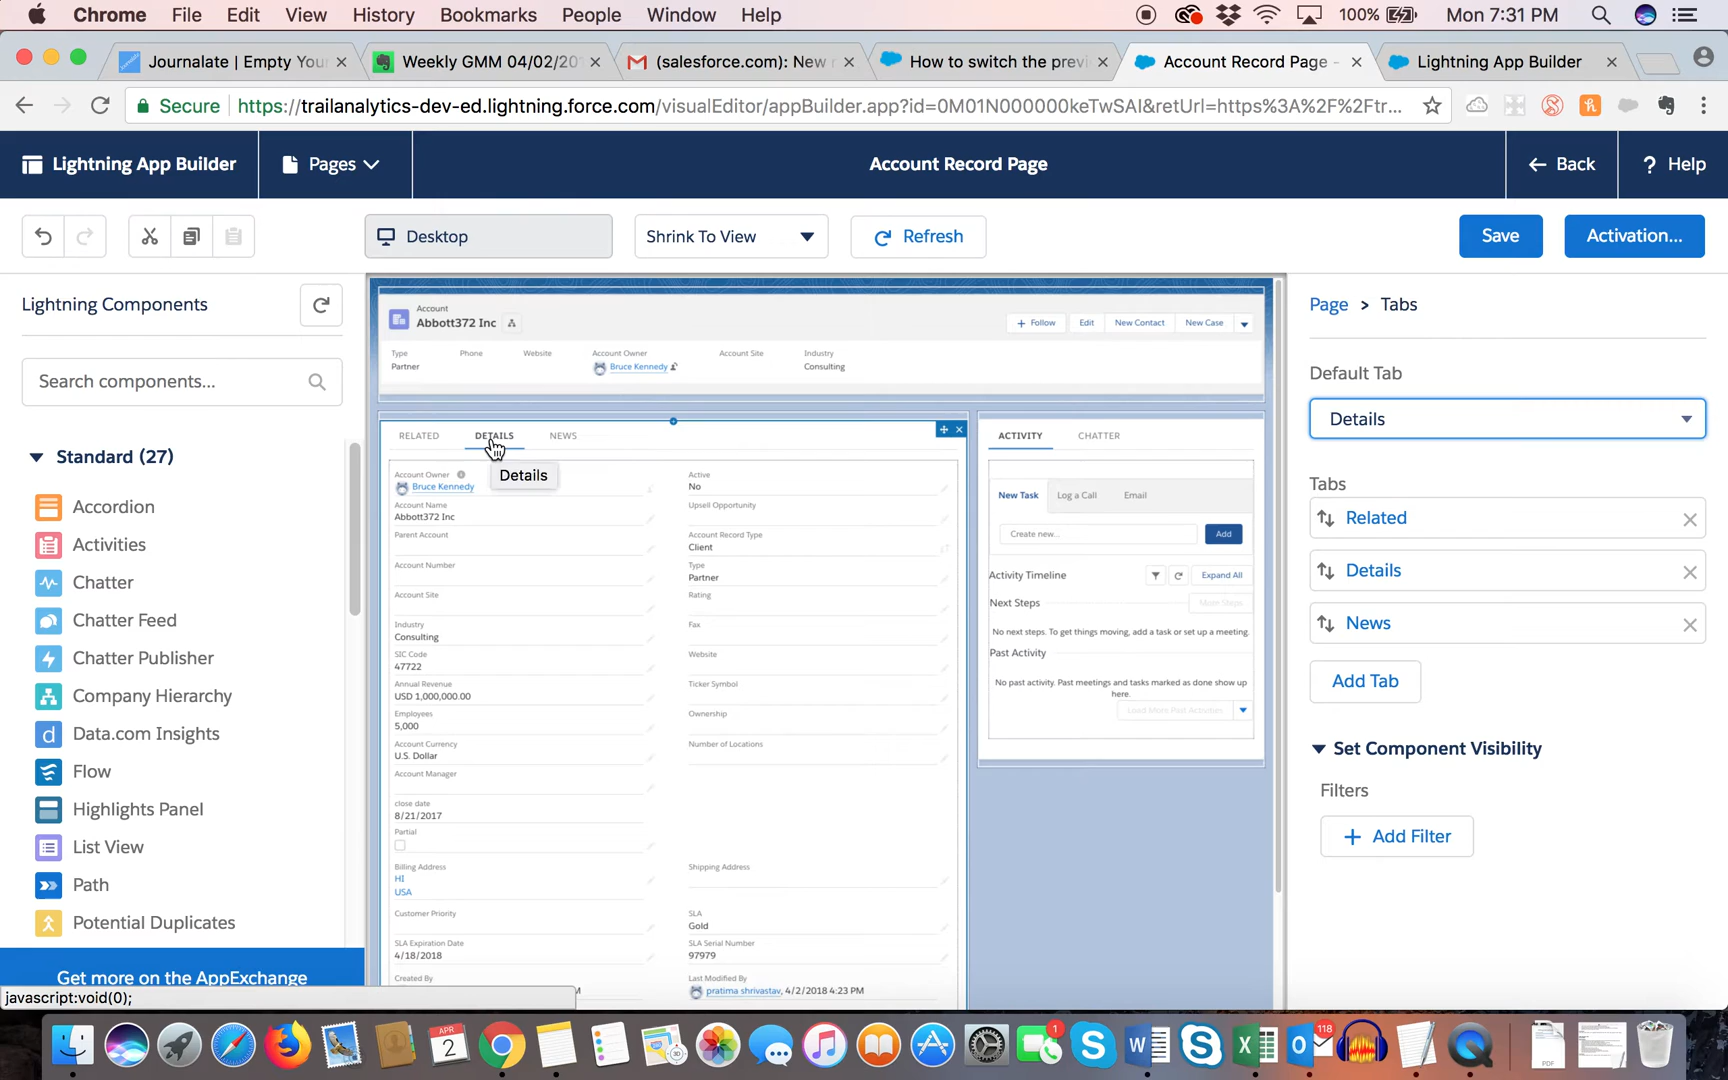 Chrome File Edit View History Bookmarks People Window Help 100% Mon 7:31 PM
Journalate | Empty You
Weekly GMM 04/02/20
(salesforce.com): New r
How to switch the previ
Account Record Page -
Lightning App Builder
Secure https://trailanalytics-dev-ed.lightning.force.com/visualEditor/appBuilder.app?id=0M01N000000keTwSAI&retUrl=https%3A%2F%2Ftr...
Lightning App Builder
Pages
Account Record Page
Back
? Help
Desktop
Shrink To View
Refresh
Save
Activation...
Lightning Components
Search components...
Standard (27)
Accordion
Activities
Chatter
Chatter Feed
Chatter Publisher
Company Hierarchy
Data.com Insights
Flow
Highlights Panel
List View
Path
Potential Duplicates
Get more on the AppExchange
javascript:void(0);
Account
Abbott372 Inc
+ Follow Edit New Contact New Case
Type Phone Website Account Owner Account Site Industry
Partner Bruce Kennedy Consulting
RELATED DETAILS NEWS
Details
Account Owner
Bruce Kennedy
Active
No
Account Name
Abbott372 Inc
Upsell Opportunity
Parent Account
Account Record Type
Client
Account Number
Type
Partner
Account Site
Rating
Industry
Consulting
Fax
SIC Code
47722
Website
Annual Revenue
USD 1,000,000.00
Ticker Symbol
Employees
5,000
Ownership
Account Currency
U.S. Dollar
Number of Locations
Account Manager
close date
8/21/2017
Partial
Billing Address
HI
USA
Shipping Address
Customer Priority
SLA
Gold
SLA Expiration Date
4/18/2018
SLA Serial Number
97979
Created By
M
Last Modified By
pratima shrivastav, 4/2/2018 4:23 PM
ACTIVITY CHATTER
New Task Log a Call Email
Create new...
Add
Activity Timeline
Expand All
Next Steps
More Steps
No next steps. To get things moving, add a task or set up a meeting.
Past Activity
No past activity. Past meetings and tasks marked as done show up
here.
Load More Past Activities
Page > Tabs
Default Tab
Details
Tabs
Related
Details
News
Add Tab
Set Component Visibility
Filters
+ Add Filter
APR
2
1
118